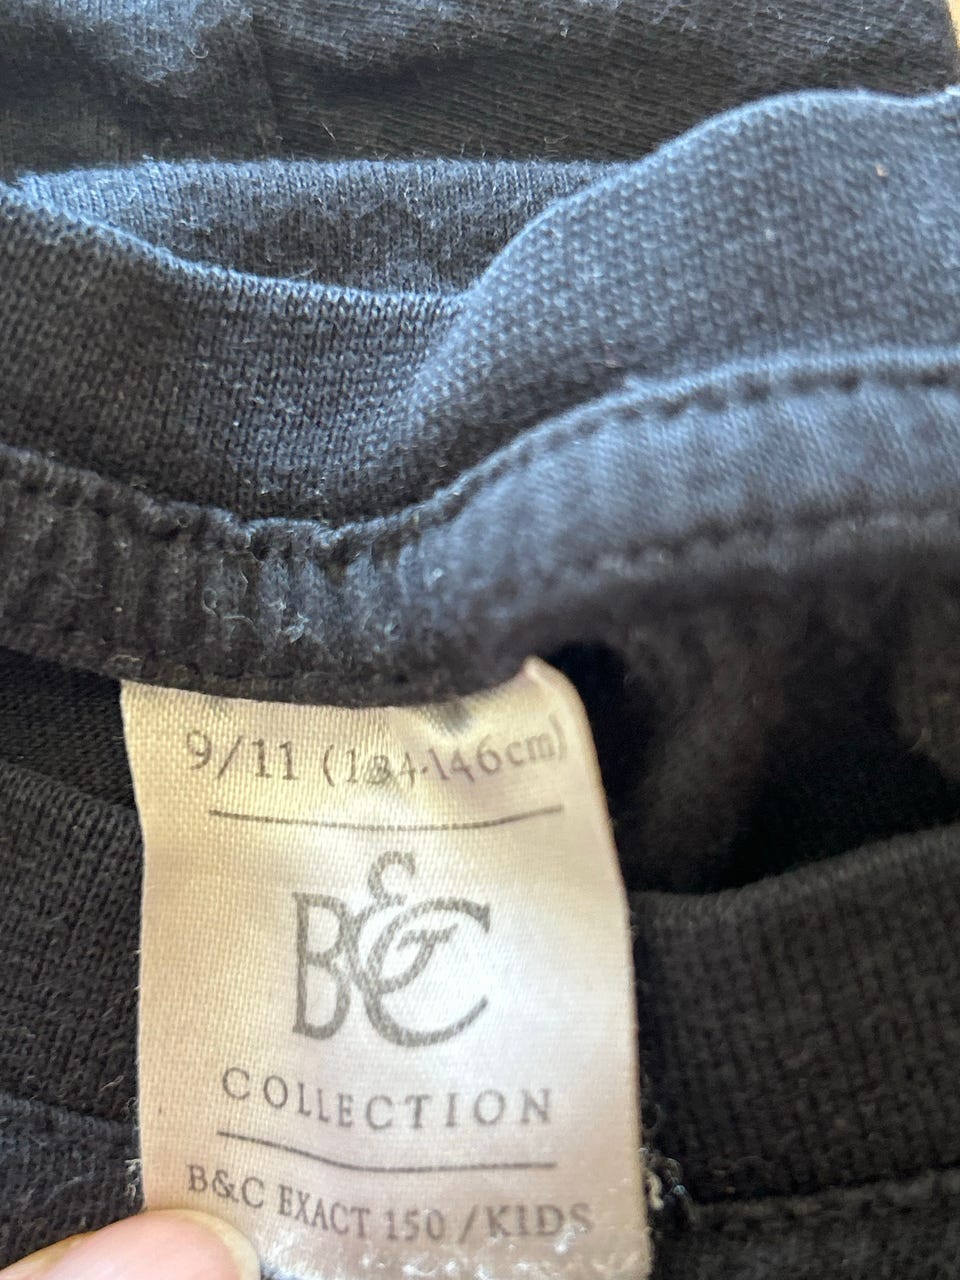 9/11 (134-146cm)
B&C
COLLECTION
B&C EXACT 150 / KIDS